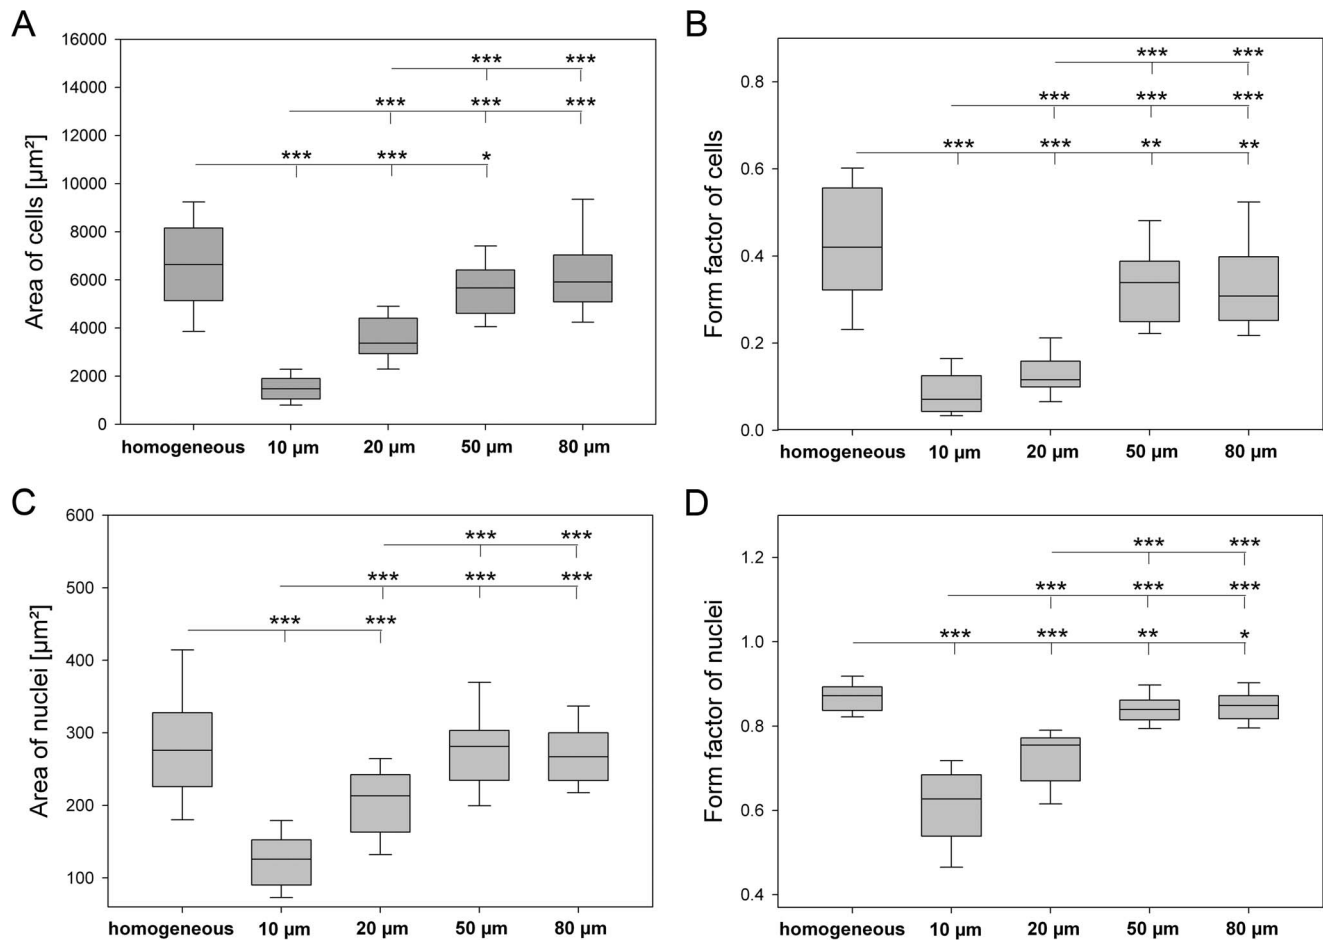 A
Area of cells [µm²]
16000
14000
12000
10000
8000
6000
4000
2000
0
*** ***
*** *** ***
*** *** *
homogeneous 10 µm 20 µm 50 µm 80 µm
B
Form factor of cells
0.8
0.6
0.4
0.2
0.0
*** ***
*** *** ***
*** *** ** **
homogeneous 10 µm 20 µm 50 µm 80 µm
C
Area of nuclei [µm²]
600
500
400
300
200
100
*** ***
*** *** ***
*** ***
homogeneous 10 µm 20 µm 50 µm 80 µm
D
Form factor of nuclei
1.2
1.0
0.8
0.6
0.4
*** ***
*** *** ***
*** *** ** *
homogeneous 10 µm 20 µm 50 µm 80 µm